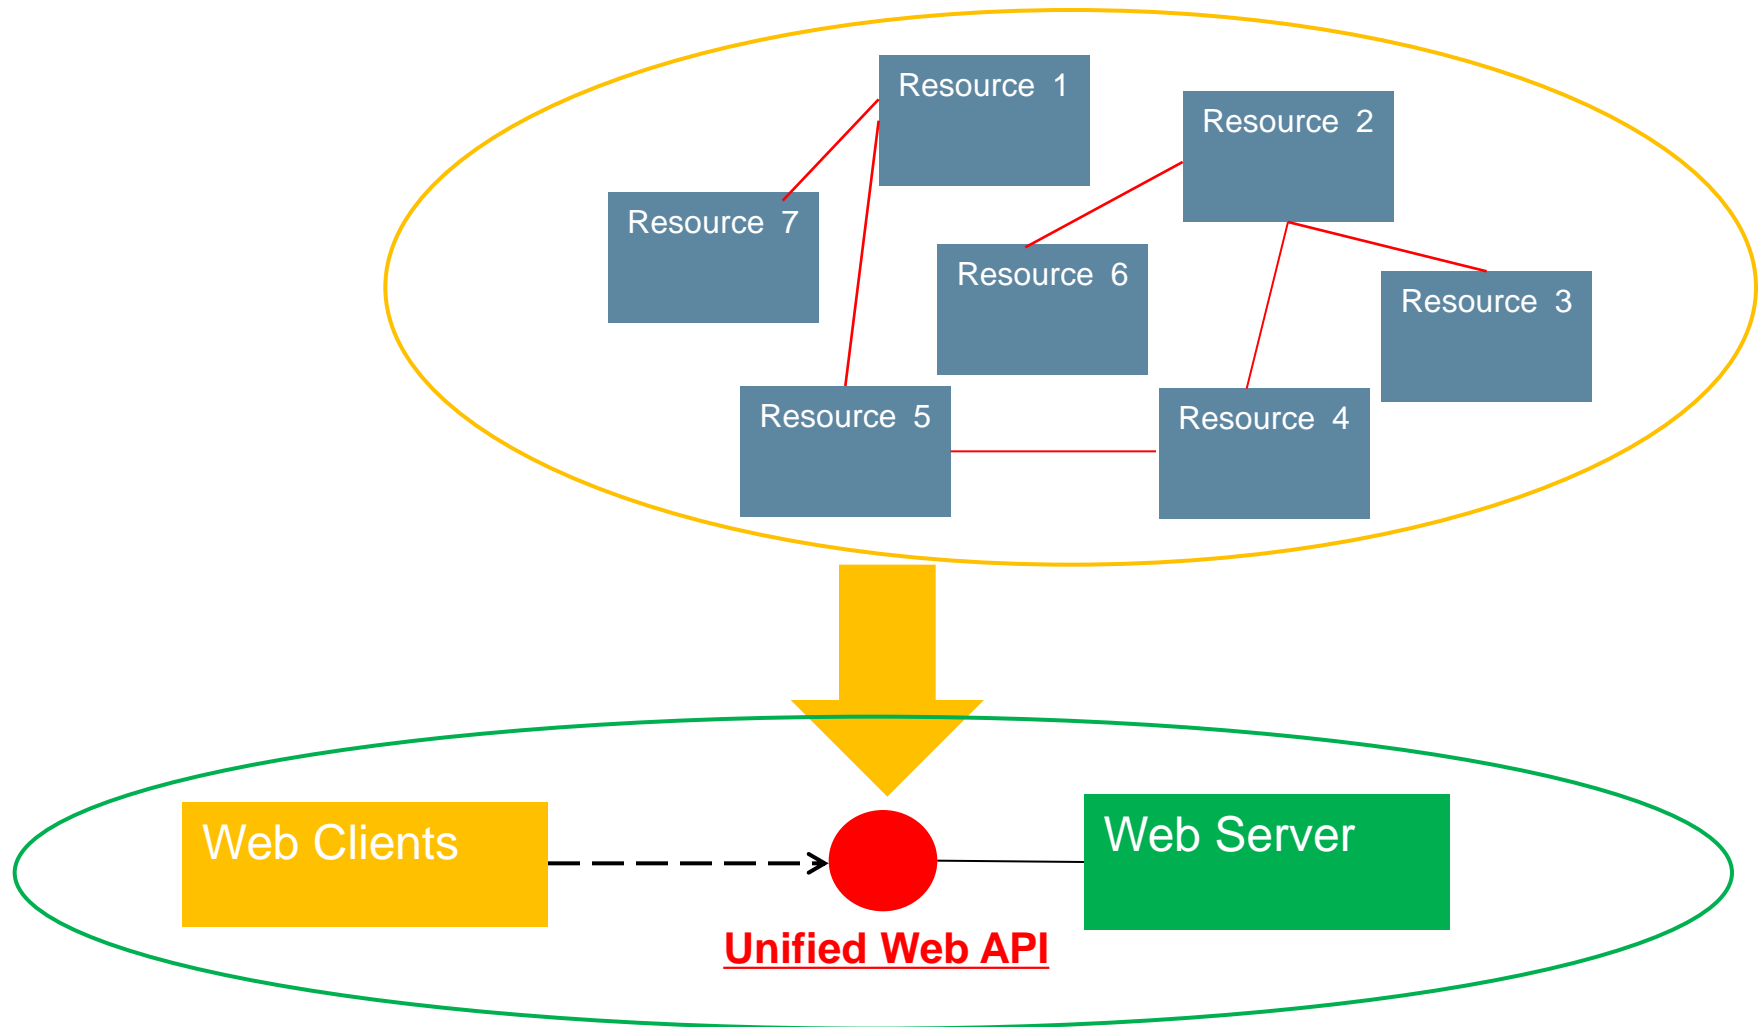 Resource 1
Resource 2
Resource 7
Resource 6
Resource 3
Resource 5
Resource 4
Web Clients
Web Server
Unified Web API